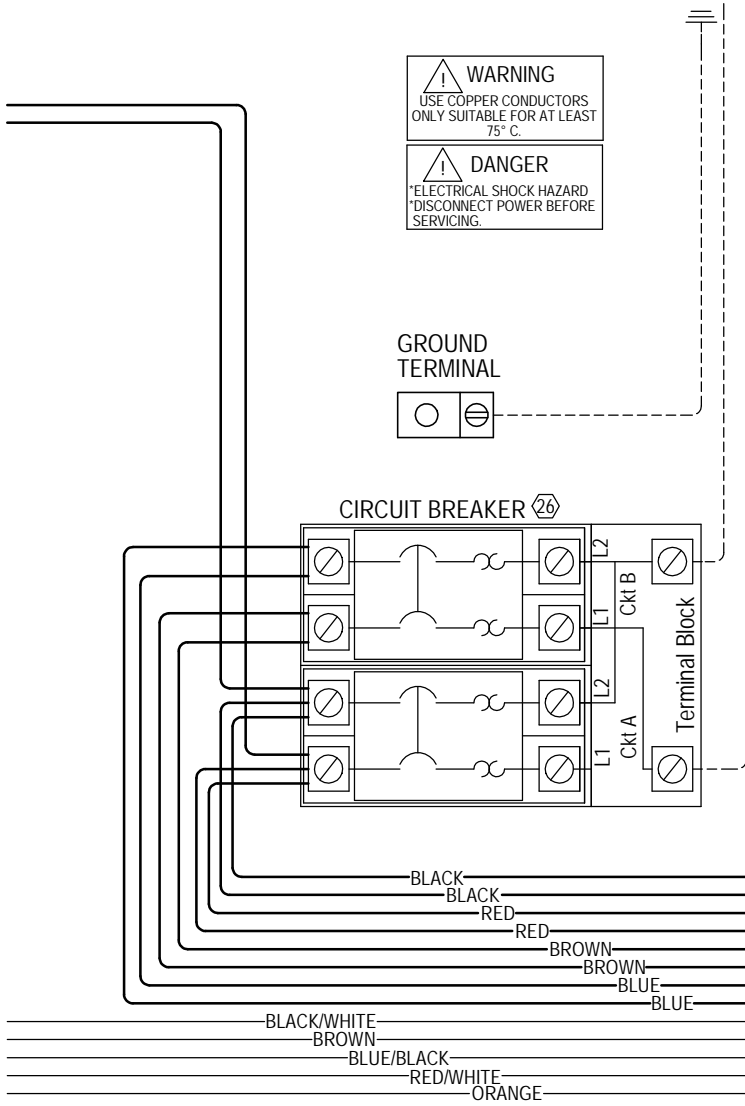 WARNING
USE COPPER CONDUCTORS
ONLY SUITABLE FOR AT LEAST
75° C.
DANGER
*ELECTRICAL SHOCK HAZARD
*DISCONNECT POWER BEFORE
SERVICING.
GROUND
TERMINAL
CIRCUIT BREAKER 26
L2
L1
Ckt B
L2
L1
Ckt A
Terminal Block
BLACK
BLACK
RED
RED
BROWN
BROWN
BLUE
BLUE
BLACK/WHITE
BROWN
BLUE/BLACK
RED/WHITE
ORANGE